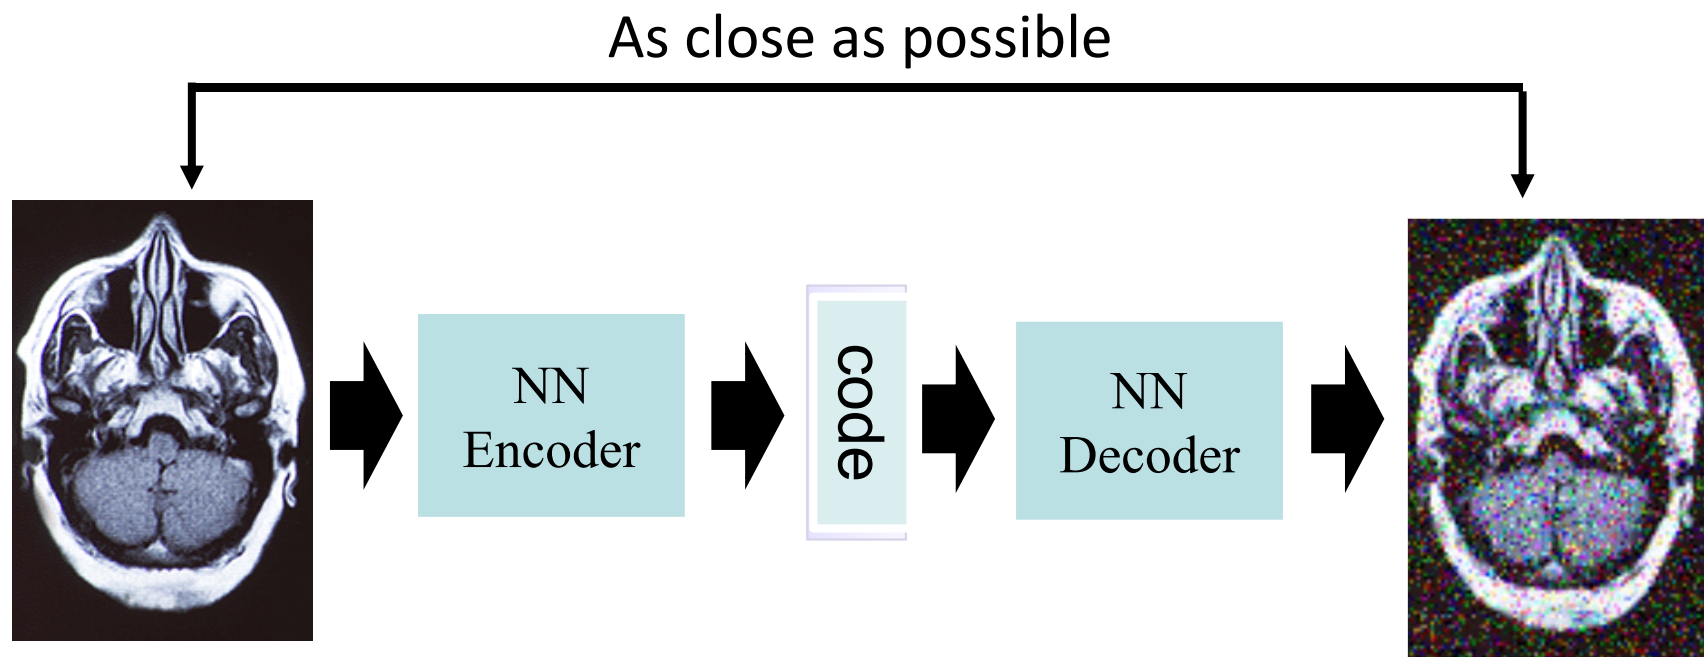 As close as possible
NN
Encoder
code
NN
Decoder